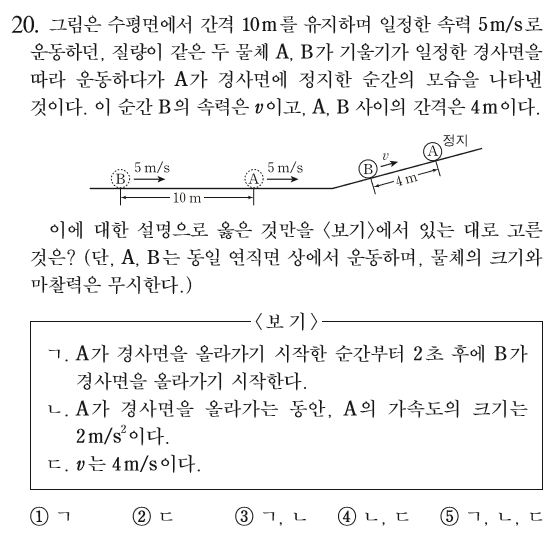 20. 그림은 수평면에서 간격 10m를 유지하며 일정한 속력 5m/s로
운동하던, 질량이 같은 두 물체 A, B가 기울기가 일정한 경사면을
따라 운동하다가 A가 경사면에 정지한 순간의 모습을 나타낸
것이다. 이 순간 B의 속력은 v이고, A, B 사이의 간격은 4m이다.
B 5m/s A 5m/s B v A 정지
10m 4m
이에 대한 설명으로 옳은 것만을 <보기>에서 있는 대로 고른
것은? (단, A, B는 동일 연직면 상에서 운동하며, 물체의 크기와
마찰력은 무시한다.)
<보 기>
ㄱ. A가 경사면을 올라가기 시작한 순간부터 2초 후에 B가
경사면을 올라가기 시작한다.
ㄴ. A가 경사면을 올라가는 동안, A의 가속도의 크기는
2m/s²이다.
ㄷ. v는 4m/s이다.
① ㄱ ② ㄷ ③ ㄱ, ㄴ ④ ㄴ, ㄷ ⑤ ㄱ, ㄴ, ㄷ